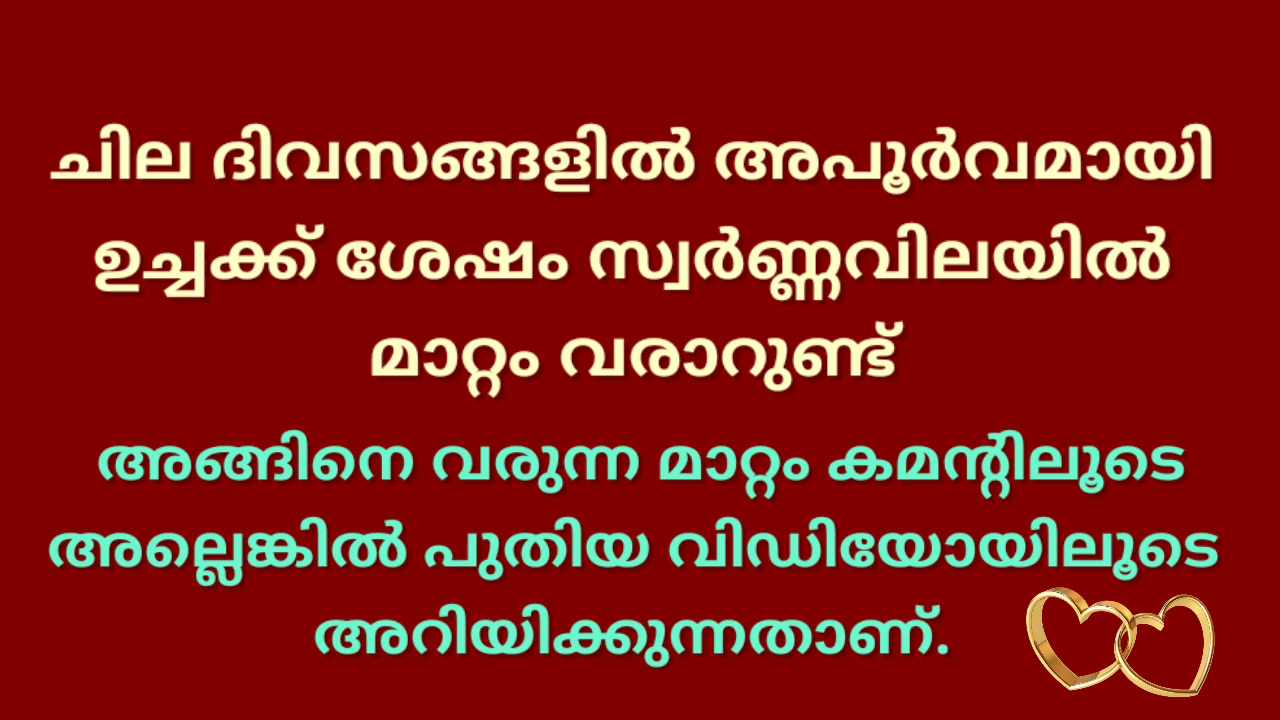 ചില ദിവസങ്ങളിൽ അപൂർവമായി
ഉച്ചക്ക് ശേഷം സ്വർണ്ണവിലയിൽ
മാറ്റം വരാറുണ്ട്
അങ്ങിനെ വരുന്ന മാറ്റം കമന്റിലൂടെ
അല്ലെങ്കിൽ പുതിയ വിഡിയോയിലൂടെ
അറിയിക്കുന്നതാണ്.